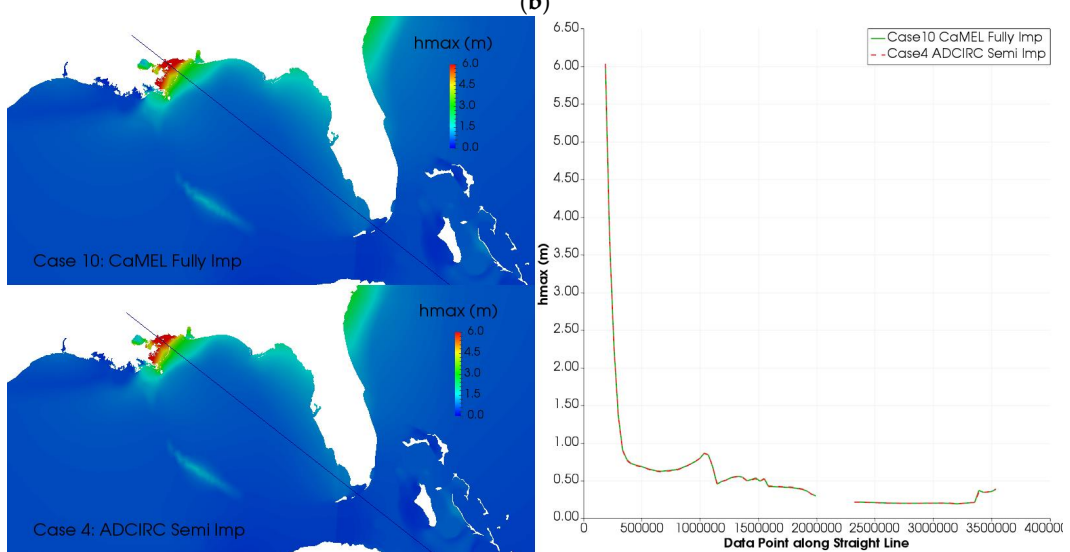 (b)
hmax (m)
6.0
4.5
3.0
1.5
0.0
Case 10: CaMEL Fully Imp
hmax (m)
6.0
4.5
3.0
1.5
0.0
Case 4: ADCIRC Semi Imp
Case10 CaMEL Fully Imp
Case4 ADCIRC Semi Imp
hmax (m)
6.50
6.00
5.50
5.00
4.50
4.00
3.50
3.00
2.50
2.00
1.50
1.00
0.50
0.00
0 500000 1000000 1500000 2000000 2500000 3000000 3500000 400000
Data Point along Straight Line